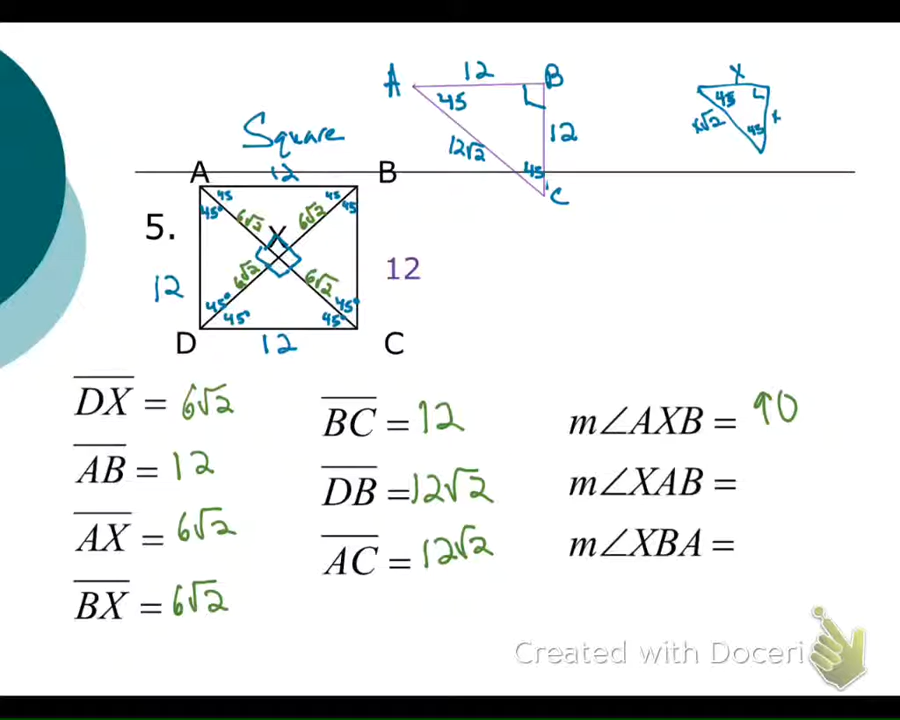 A 12 B
45
12
12√2
45
C
x
45
x√2
x
45
Square
12
A B
5.
45 45
45° 45
6√2 6√2
X
6√2 6√2
12
12
45° 45°
45° 45°
D 12 C
DX = 6√2
AB = 12
AX = 6√2
BX = 6√2
BC = 12
DB = 12√2
AC = 12√2
m∠AXB = 90
m∠XAB =
m∠XBA =
Created with Doceri